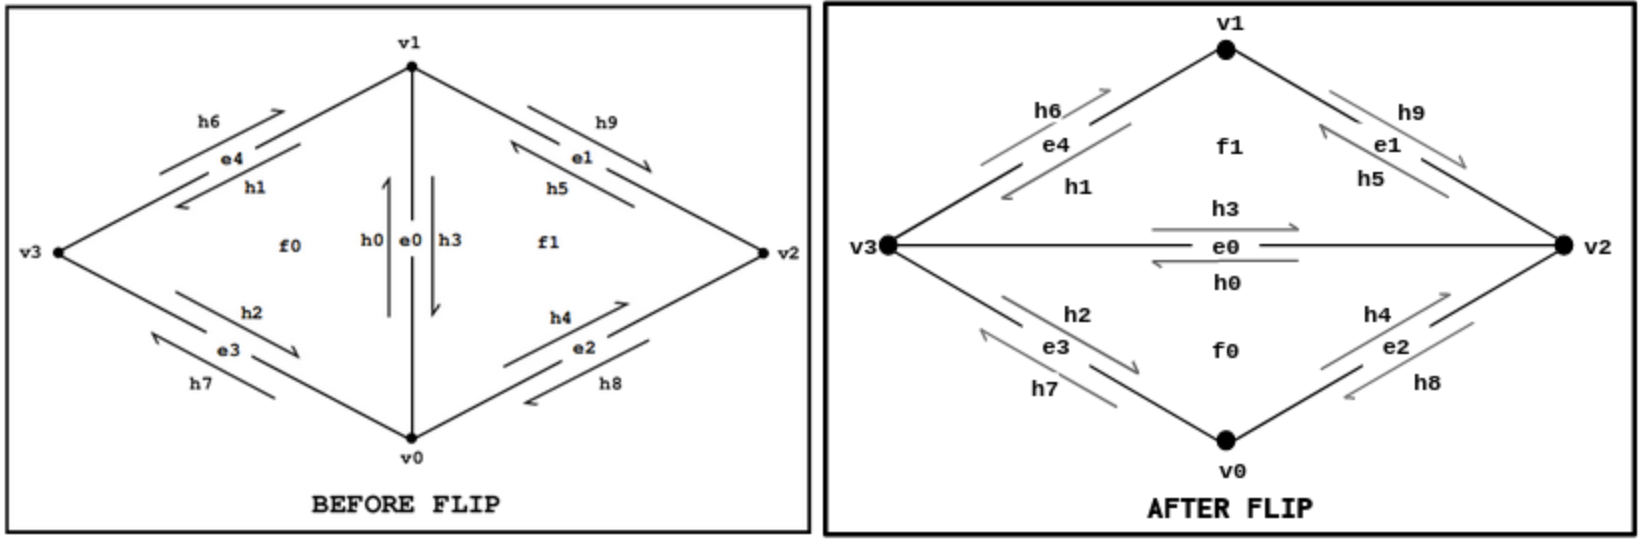 v1
h6
h9
e4
e1
h1
h5
v3
f0
h0
e0
h3
f1
v2
h2
h4
e3
e2
h7
h8
v0
BEFORE FLIP
v1
h6
h9
e4
f1
e1
h1
h5
h3
v3
e0
v2
h0
h2
h4
e3
f0
e2
h7
h8
v0
AFTER FLIP